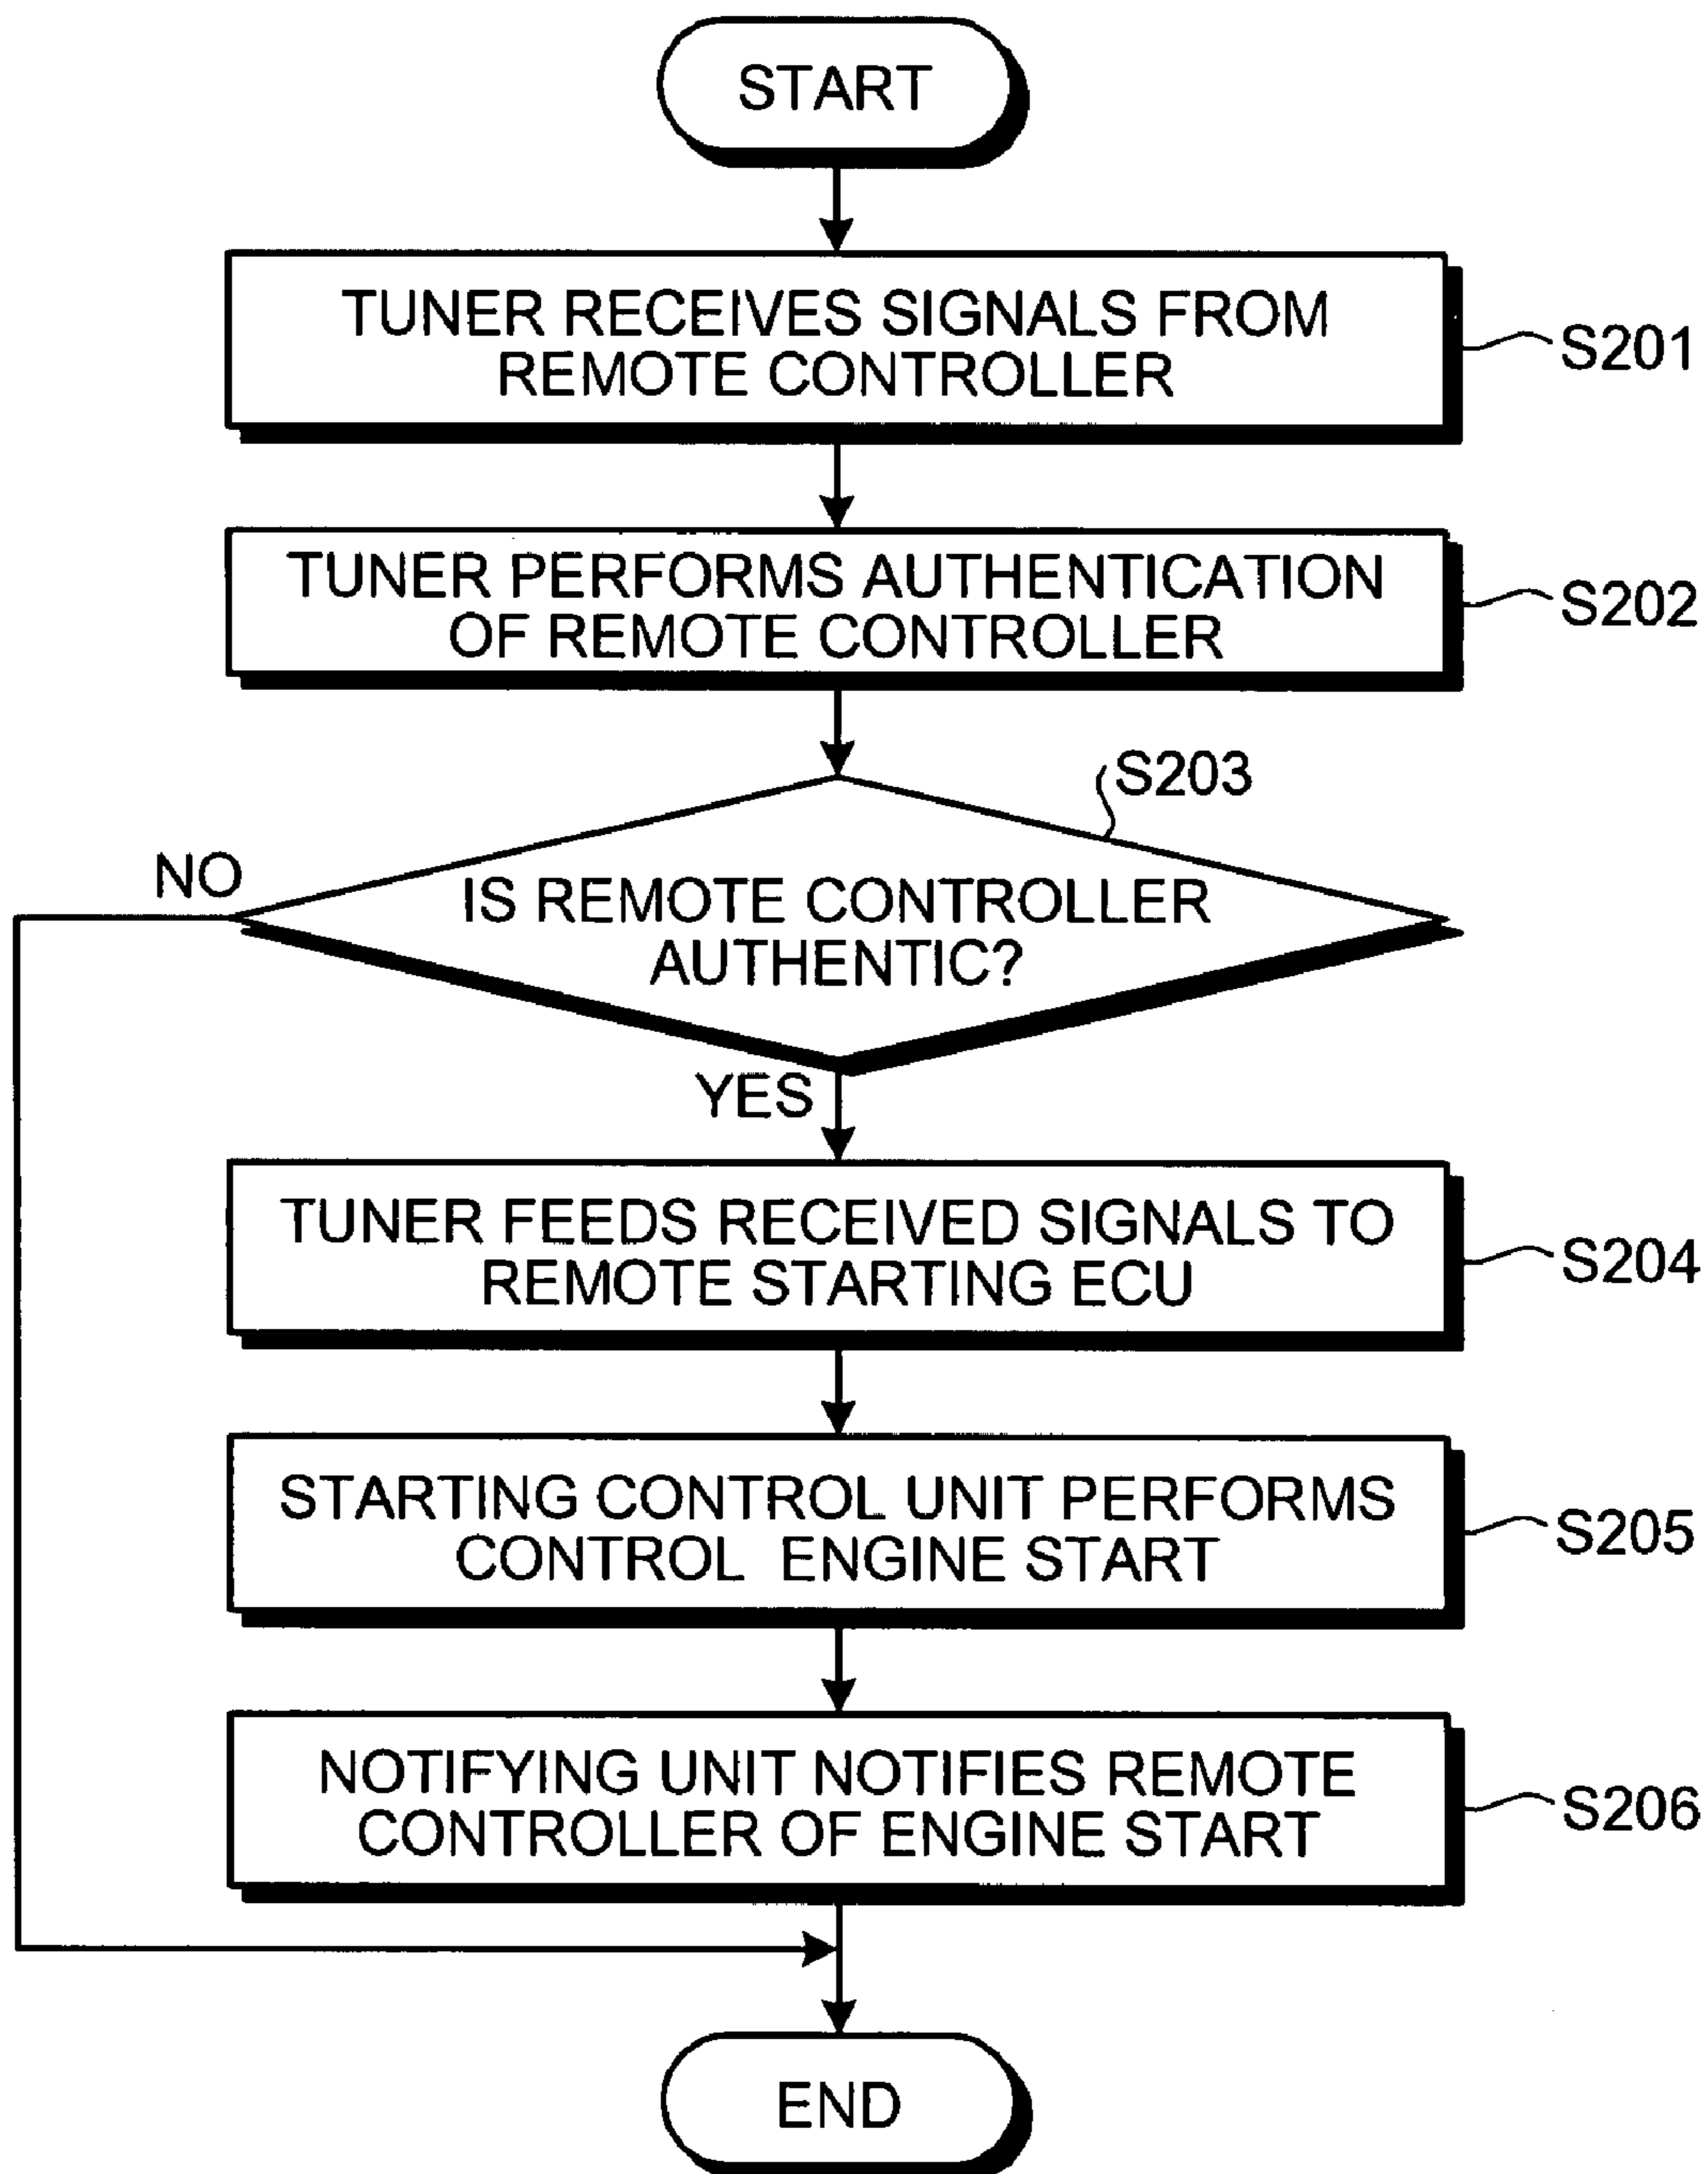 START
TUNER RECEIVES SIGNALS FROM
REMOTE CONTROLLER
S201
TUNER PERFORMS AUTHENTICATION
OF REMOTE CONTROLLER
S202
S203
NO
IS REMOTE CONTROLLER
AUTHENTIC?
YES
TUNER FEEDS RECEIVED SIGNALS TO
REMOTE STARTING ECU
S204
STARTING CONTROL UNIT PERFORMS
CONTROL ENGINE START
S205
NOTIFYING UNIT NOTIFIES REMOTE
CONTROLLER OF ENGINE START
S206
END